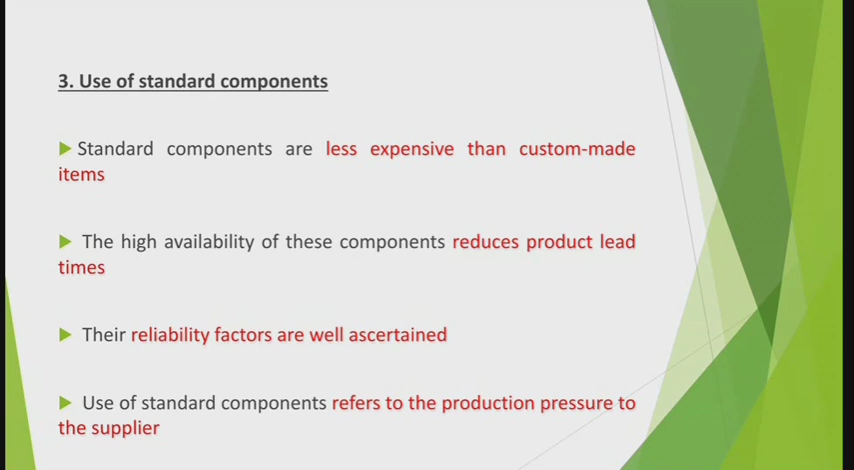 3. Use of standard components
Standard components are less expensive than custom-made
items
The high availability of these components reduces product lead
times
Their reliability factors are well ascertained
Use of standard components refers to the production pressure to
the supplier